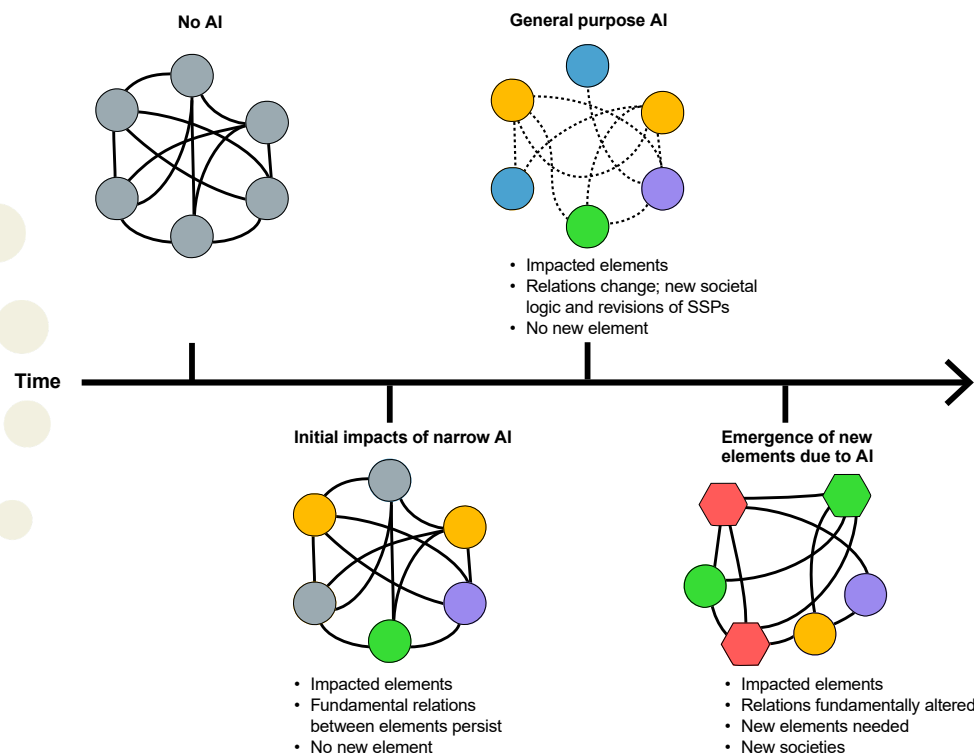 No AI
General purpose AI
• Impacted elements
• Relations change; new societal
logic and revisions of SSPs
• No new element
Time
Initial impacts of narrow AI
• Impacted elements
• Fundamental relations
between elements persist
• No new element
Emergence of new
elements due to AI
• Impacted elements
• Relations fundamentally altered
• New elements needed
• New societies